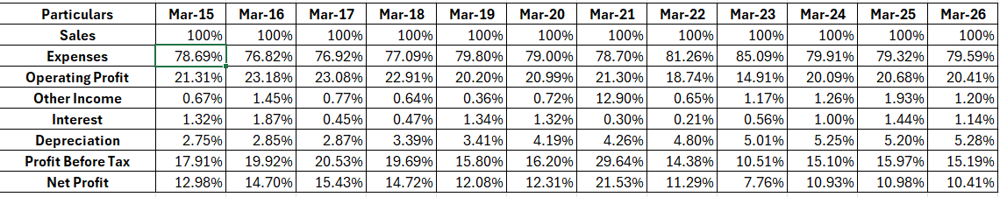 Particulars Mar-15 Mar-16 Mar-17 Mar-18 Mar-19 Mar-20 Mar-21 Mar-22 Mar-23 Mar-24 Mar-25 Mar-26
Sales 100% 100% 100% 100% 100% 100% 100% 100% 100% 100% 100% 100%
Expenses 78.69% 76.82% 76.92% 77.09% 79.80% 79.00% 78.70% 81.26% 85.09% 79.91% 79.32% 79.59%
Operating Profit 21.31% 23.18% 23.08% 22.91% 20.20% 20.99% 21.30% 18.74% 14.91% 20.09% 20.68% 20.41%
Other Income 0.67% 1.45% 0.77% 0.64% 0.36% 0.72% 12.90% 0.65% 1.17% 1.26% 1.93% 1.20%
Interest 1.32% 1.87% 0.45% 0.47% 1.34% 1.32% 0.30% 0.21% 0.56% 1.00% 1.44% 1.14%
Depreciation 2.75% 2.85% 2.87% 3.39% 3.41% 4.19% 4.26% 4.80% 5.01% 5.25% 5.20% 5.28%
Profit Before Tax 17.91% 19.92% 20.53% 19.69% 15.80% 16.20% 29.64% 14.38% 10.51% 15.10% 15.97% 15.19%
Net Profit 12.98% 14.70% 15.43% 14.72% 12.08% 12.31% 21.53% 11.29% 7.76% 10.93% 10.98% 10.41%